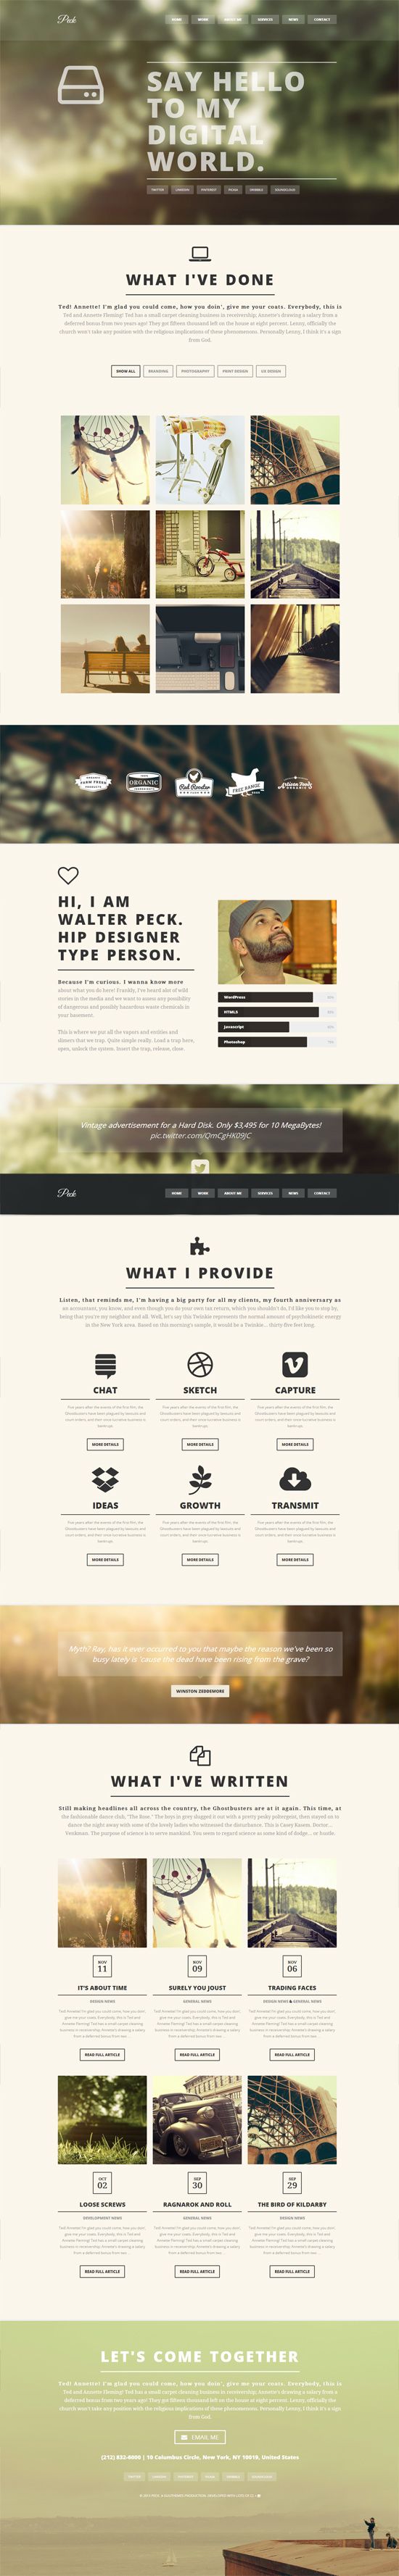 Peck
HOME WORK ABOUT ME SERVICES NEWS CONTACT
SAY HELLO
TO MY
DIGITAL
WORLD.
TWITTER LINKEDIN PINTEREST PICASA DRIBBBLE SOUNDCLOUD
WHAT I'VE DONE
Ted! Annette! I'm glad you could come, how you doin', give me your coats. Everybody, this is
Ted and Annette Fleming! Ted has a small carpet cleaning business in receivership; Annette's drawing a salary from a
deferred bonus from two years ago! They got fifteen thousand left on the house at eight percent. Lenny, officially the
church won't take any position with the religious implications of these phenomenons. Personally Lenny, I think it's a sign
from God.
SHOW ALL BRANDING PHOTOGRAPHY PRINT DESIGN UX DESIGN
FARM FRESH
ORGANIC
Red Rooster
FREE RANGE
Artisan Foods
ORGANIC
HI, I AM
WALTER PECK.
HIP DESIGNER
TYPE PERSON.
Because I'm curious. I wanna know more
about what you do here! Frankly, I've heard alot of wild
stories in the media and we want to assess any possibility
of dangerous and possibly hazardous waste chemicals in
your basement.
This is where we put all the vapors and entities and
slimers that we trap. Quite simple really. Load a trap here,
open, unlock the system. Insert the trap, release, close.
WordPress
HTML5
Javascript
Photoshop
Vintage advertisement for a Hard Disk. Only $3,495 for 10 MegaBytes!
pic.twitter.com/QmCgHK09JC
Peck
HOME WORK ABOUT ME SERVICES NEWS CONTACT
WHAT I PROVIDE
Listen, that reminds me, I'm having a big party for all my clients, my fourth anniversary as
an accountant, you know, and even though you do your own tax return, which you shouldn't do, I'd like you to stop by,
being that you're my neighbor and all. Well, let's say this Twinkie represents the normal amount of psychokinetic energy
in the New York area. Based on this morning's sample, it would be a Twinkie... thirty five feet long.
CHAT SKETCH CAPTURE
MORE DETAILS MORE DETAILS MORE DETAILS
IDEAS GROWTH TRANSMIT
MORE DETAILS MORE DETAILS MORE DETAILS
Myth? Ray, has it ever occurred to you that maybe the reason we've been so
busy lately is 'cause the dead have been rising from the grave?
WINSTON ZEDDEMORE
WHAT I'VE WRITTEN
Still making headlines all across the country, the Ghostbusters are at it again. This time, at
the fashionable dance club, "The Rose." The boys in grey slugged it out with a pretty pesky poltergeist, then stayed on to
dance the night away with some of the lovely ladies who witnessed the disturbance. This is Casey Kasem. Doctor...
Venkman. The purpose of science is to serve mankind. You seem to regard science as some kind of dodge... or hustle.
NOV 11 NOV 09 NOV 06
IT'S ABOUT TIME SURELY YOU JOUST TRADING FACES
DESIGN NEWS GENERAL NEWS DESIGN NEWS & GENERAL NEWS
READ FULL ARTICLE READ FULL ARTICLE READ FULL ARTICLE
OCT 02 SEP 30 SEP 29
LOOSE SCREWS RAGNAROK AND ROLL THE BIRD OF KILDARBY
DEVELOPMENT NEWS GENERAL NEWS DESIGN NEWS
READ FULL ARTICLE READ FULL ARTICLE READ FULL ARTICLE
LET'S COME TOGETHER
Ted! Annette! I'm glad you could come, how you doin', give me your coats. Everybody, this is
Ted and Annette Fleming! Ted has a small carpet cleaning business in receivership; Annette's drawing a salary from a
deferred bonus from two years ago! They got fifteen thousand left on the house at eight percent. Lenny, officially the
church won't take any position with the religious implications of these phenomenons. Personally Lenny, I think it's a sign
from God.
EMAIL ME
(212) 832-0000 | 10 Columbus Circle, New York, NY 10019, United States